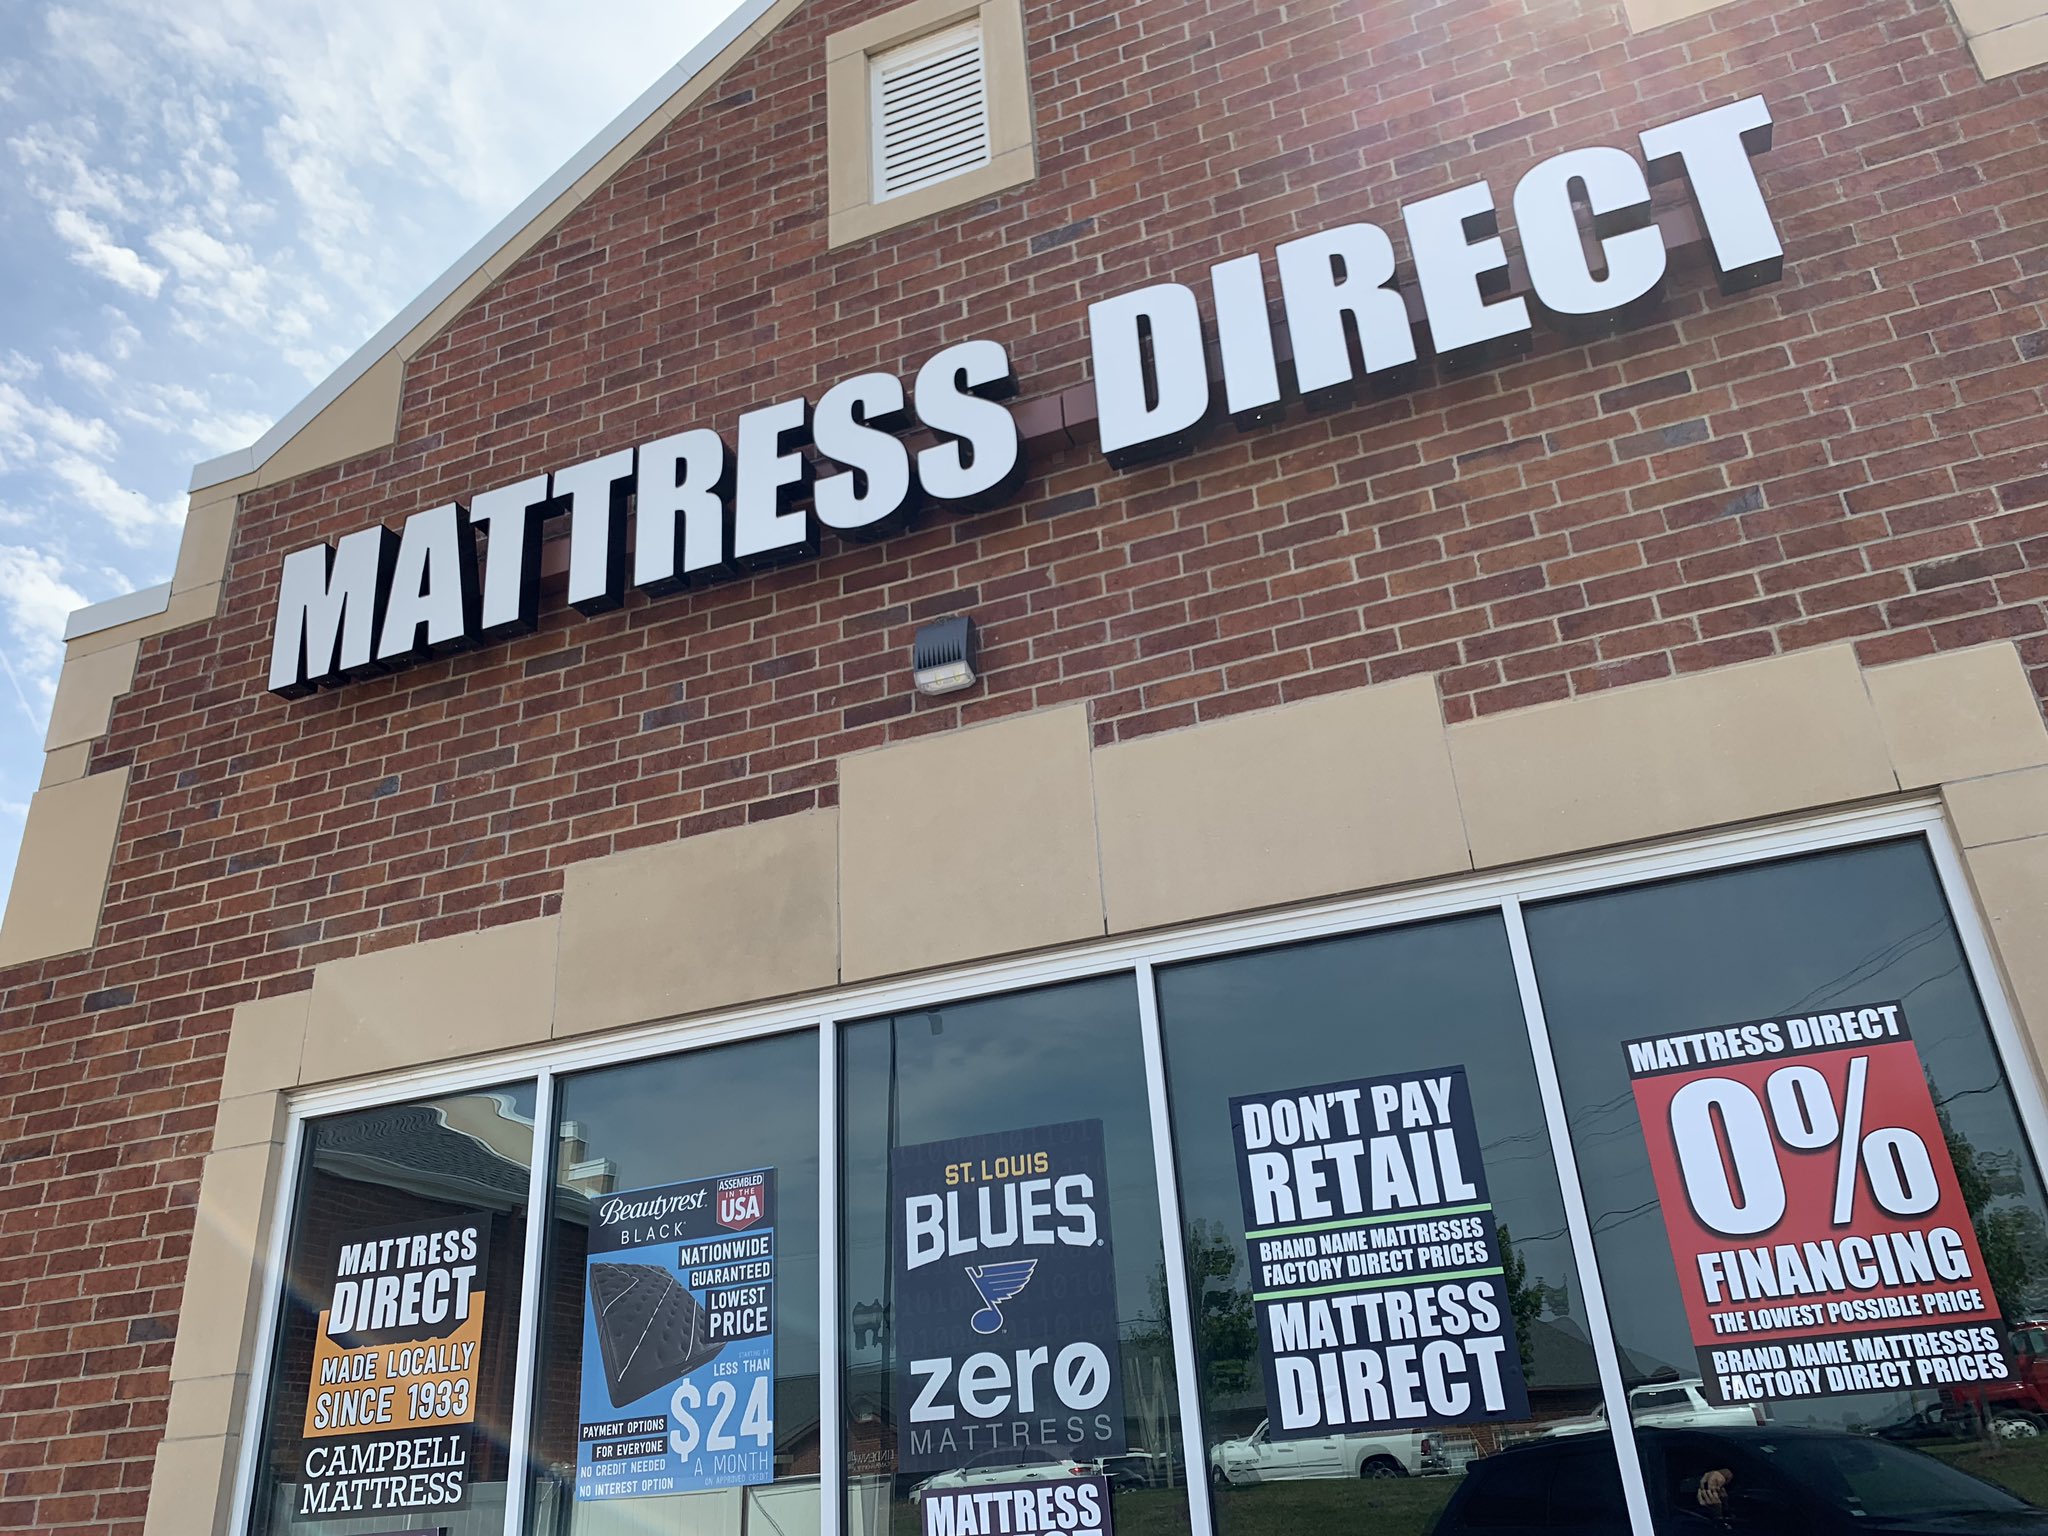 MATTRESS DIRECT
MATTRESS
DIRECT
MADE LOCALLY
SINCE 1933
CAMPBELL
MATTRESS
Beautyrest
BLACK
ASSEMBLED
IN THE
USA
NATIONWIDE
GUARANTEED
LOWEST
PRICE
STARTING AT
LESS THAN
$24
A MONTH
ON APPROVED CREDIT
PAYMENT OPTIONS
FOR EVERYONE
NO CREDIT NEEDED
NO INTEREST OPTION
ST. LOUIS
BLUES
zerø
MATTRESS
MATTRESS
DON'T PAY
RETAIL
BRAND NAME MATTRESSES
FACTORY DIRECT PRICES
MATTRESS
DIRECT
MATTRESS DIRECT
0%
FINANCING
THE LOWEST POSSIBLE PRICE
BRAND NAME MATTRESSES
FACTORY DIRECT PRICES